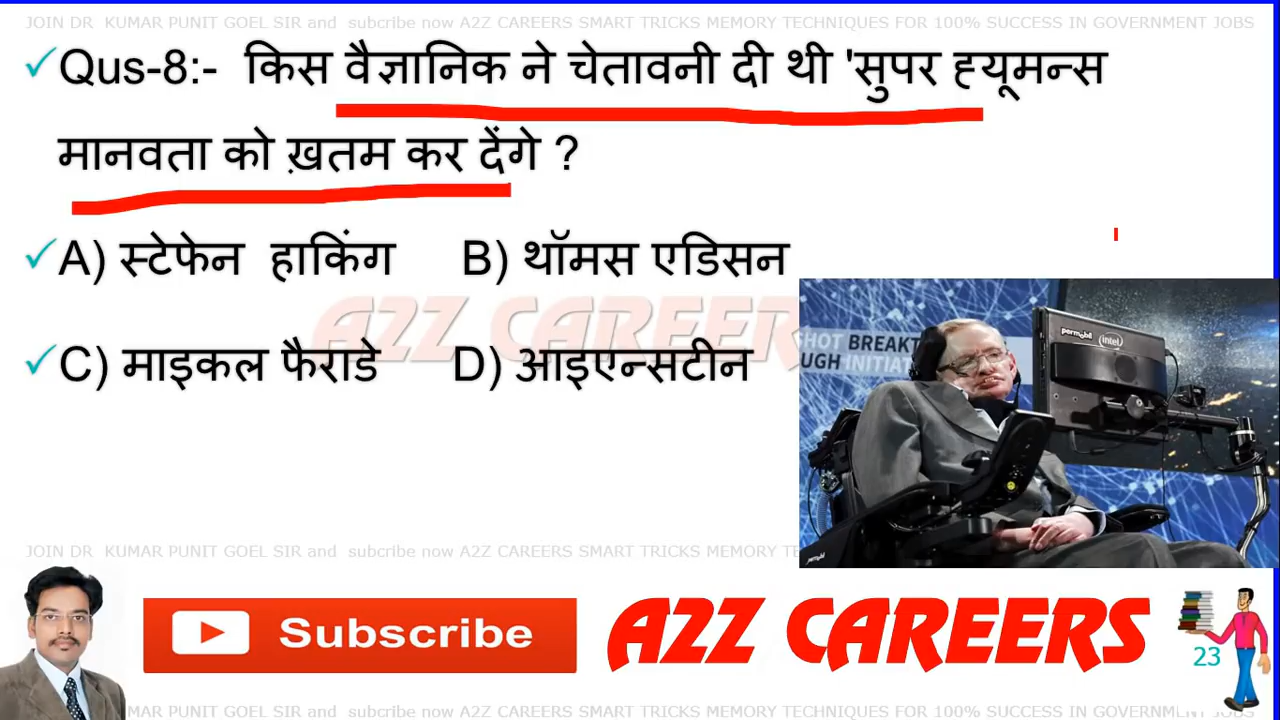 JOIN DR KUMAR PUNIT GOEL SIR and subcribe now A2Z CAREERS SMART TRICKS MEMORY TECHNIQUES FOR 100% SUCCESS IN GOVERNMENT JOBS
Qus-8:- किस वैज्ञानिक ने चेतावनी दी थी 'सुपर ह्यूमन्स
मानवता को ख़तम कर देंगे ?
A) स्टेफेन हाकिंग B) थॉमस एडिसन
A2Z CAREERS
C) माइकल फैराडे D) आइएन्सटीन
SHOT BREAKT
UGH INITIA
permobil
intel
permobil
JOIN DR KUMAR PUNIT GOEL SIR and subcribe now A2Z CAREERS SMART TRICKS MEMORY TE
Subscribe
A2Z CAREERS
23
MAR PUNIT GOEL SIR and subcribe now A2Z CAREERS SMART TRICKS MEMORY TECHNIQUES FOR 100% SUCCESS IN GOVERNMENT JOBS